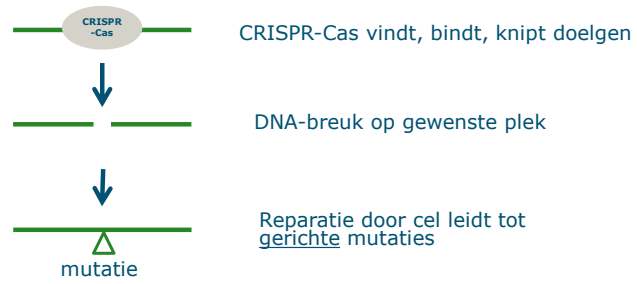 CRISPR
-Cas
CRISPR-Cas vindt, bindt, knipt doelgen
DNA-breuk op gewenste plek
Reparatie door cel leidt tot
gerichte mutaties
mutatie